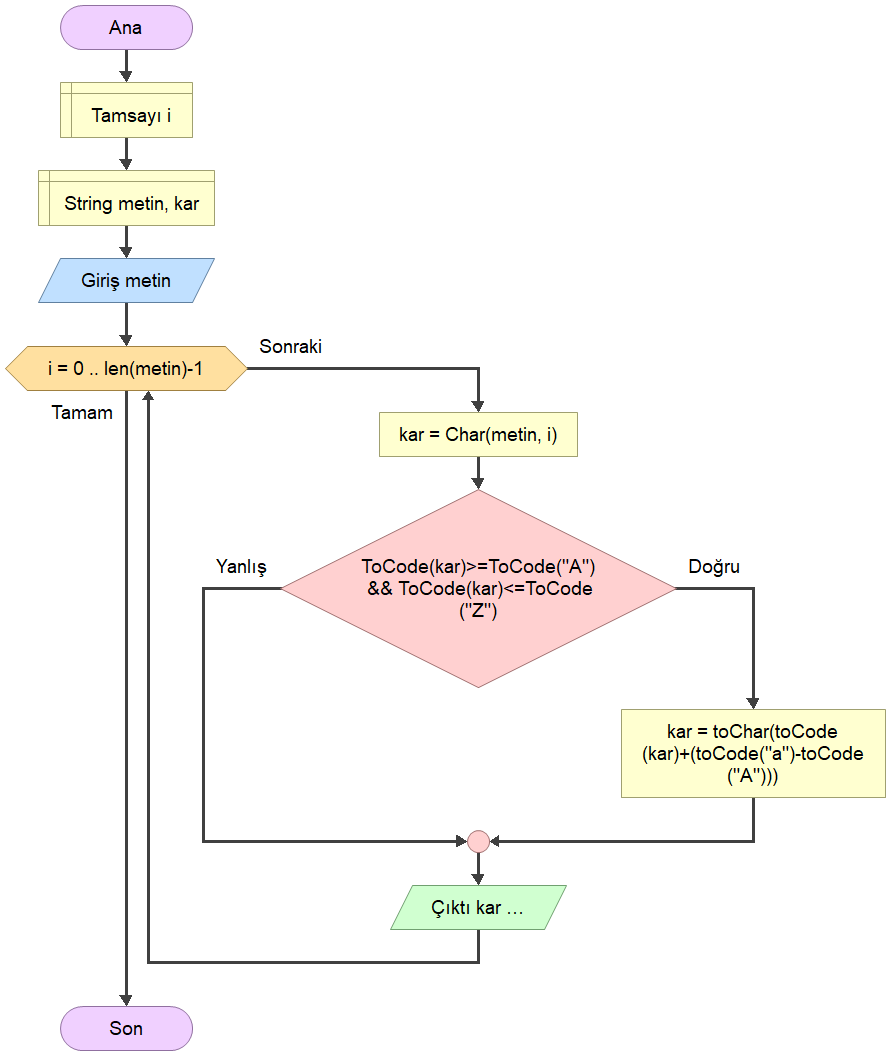 Ana
Tamsayı i
String metin, kar
Giriş metin
i = 0 .. len(metin)-1
Sonraki
Tamam
kar = Char(metin, i)
Yanlış
ToCode(kar)>=ToCode("A")
&& ToCode(kar)<=ToCode
("Z")
Doğru
kar = toChar(toCode
(kar)+(toCode("a")-toCode
("A")))
Çıktı kar …
Son